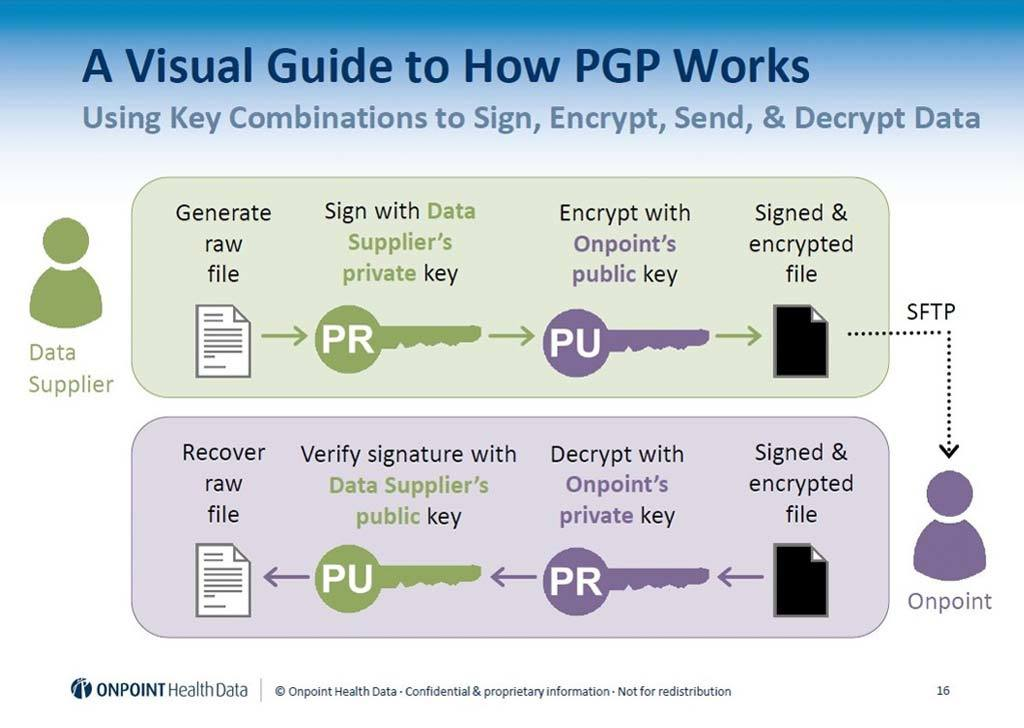 A Visual Guide to How PGP Works
Using Key Combinations to Sign, Encrypt, Send, & Decrypt Data
Data
Supplier
Generate
raw
file
Sign with Data
Supplier’s
private key
PR
Encrypt with
Onpoint’s
public key
PU
Signed &
encrypted
file
SFTP
Recover
raw
file
Verify signature with
Data Supplier’s
public key
PU
Decrypt with
Onpoint’s
private key
PR
Signed &
encrypted
file
Onpoint
ONPOINT Health Data
© Onpoint Health Data · Confidential & proprietary information · Not for redistribution
16